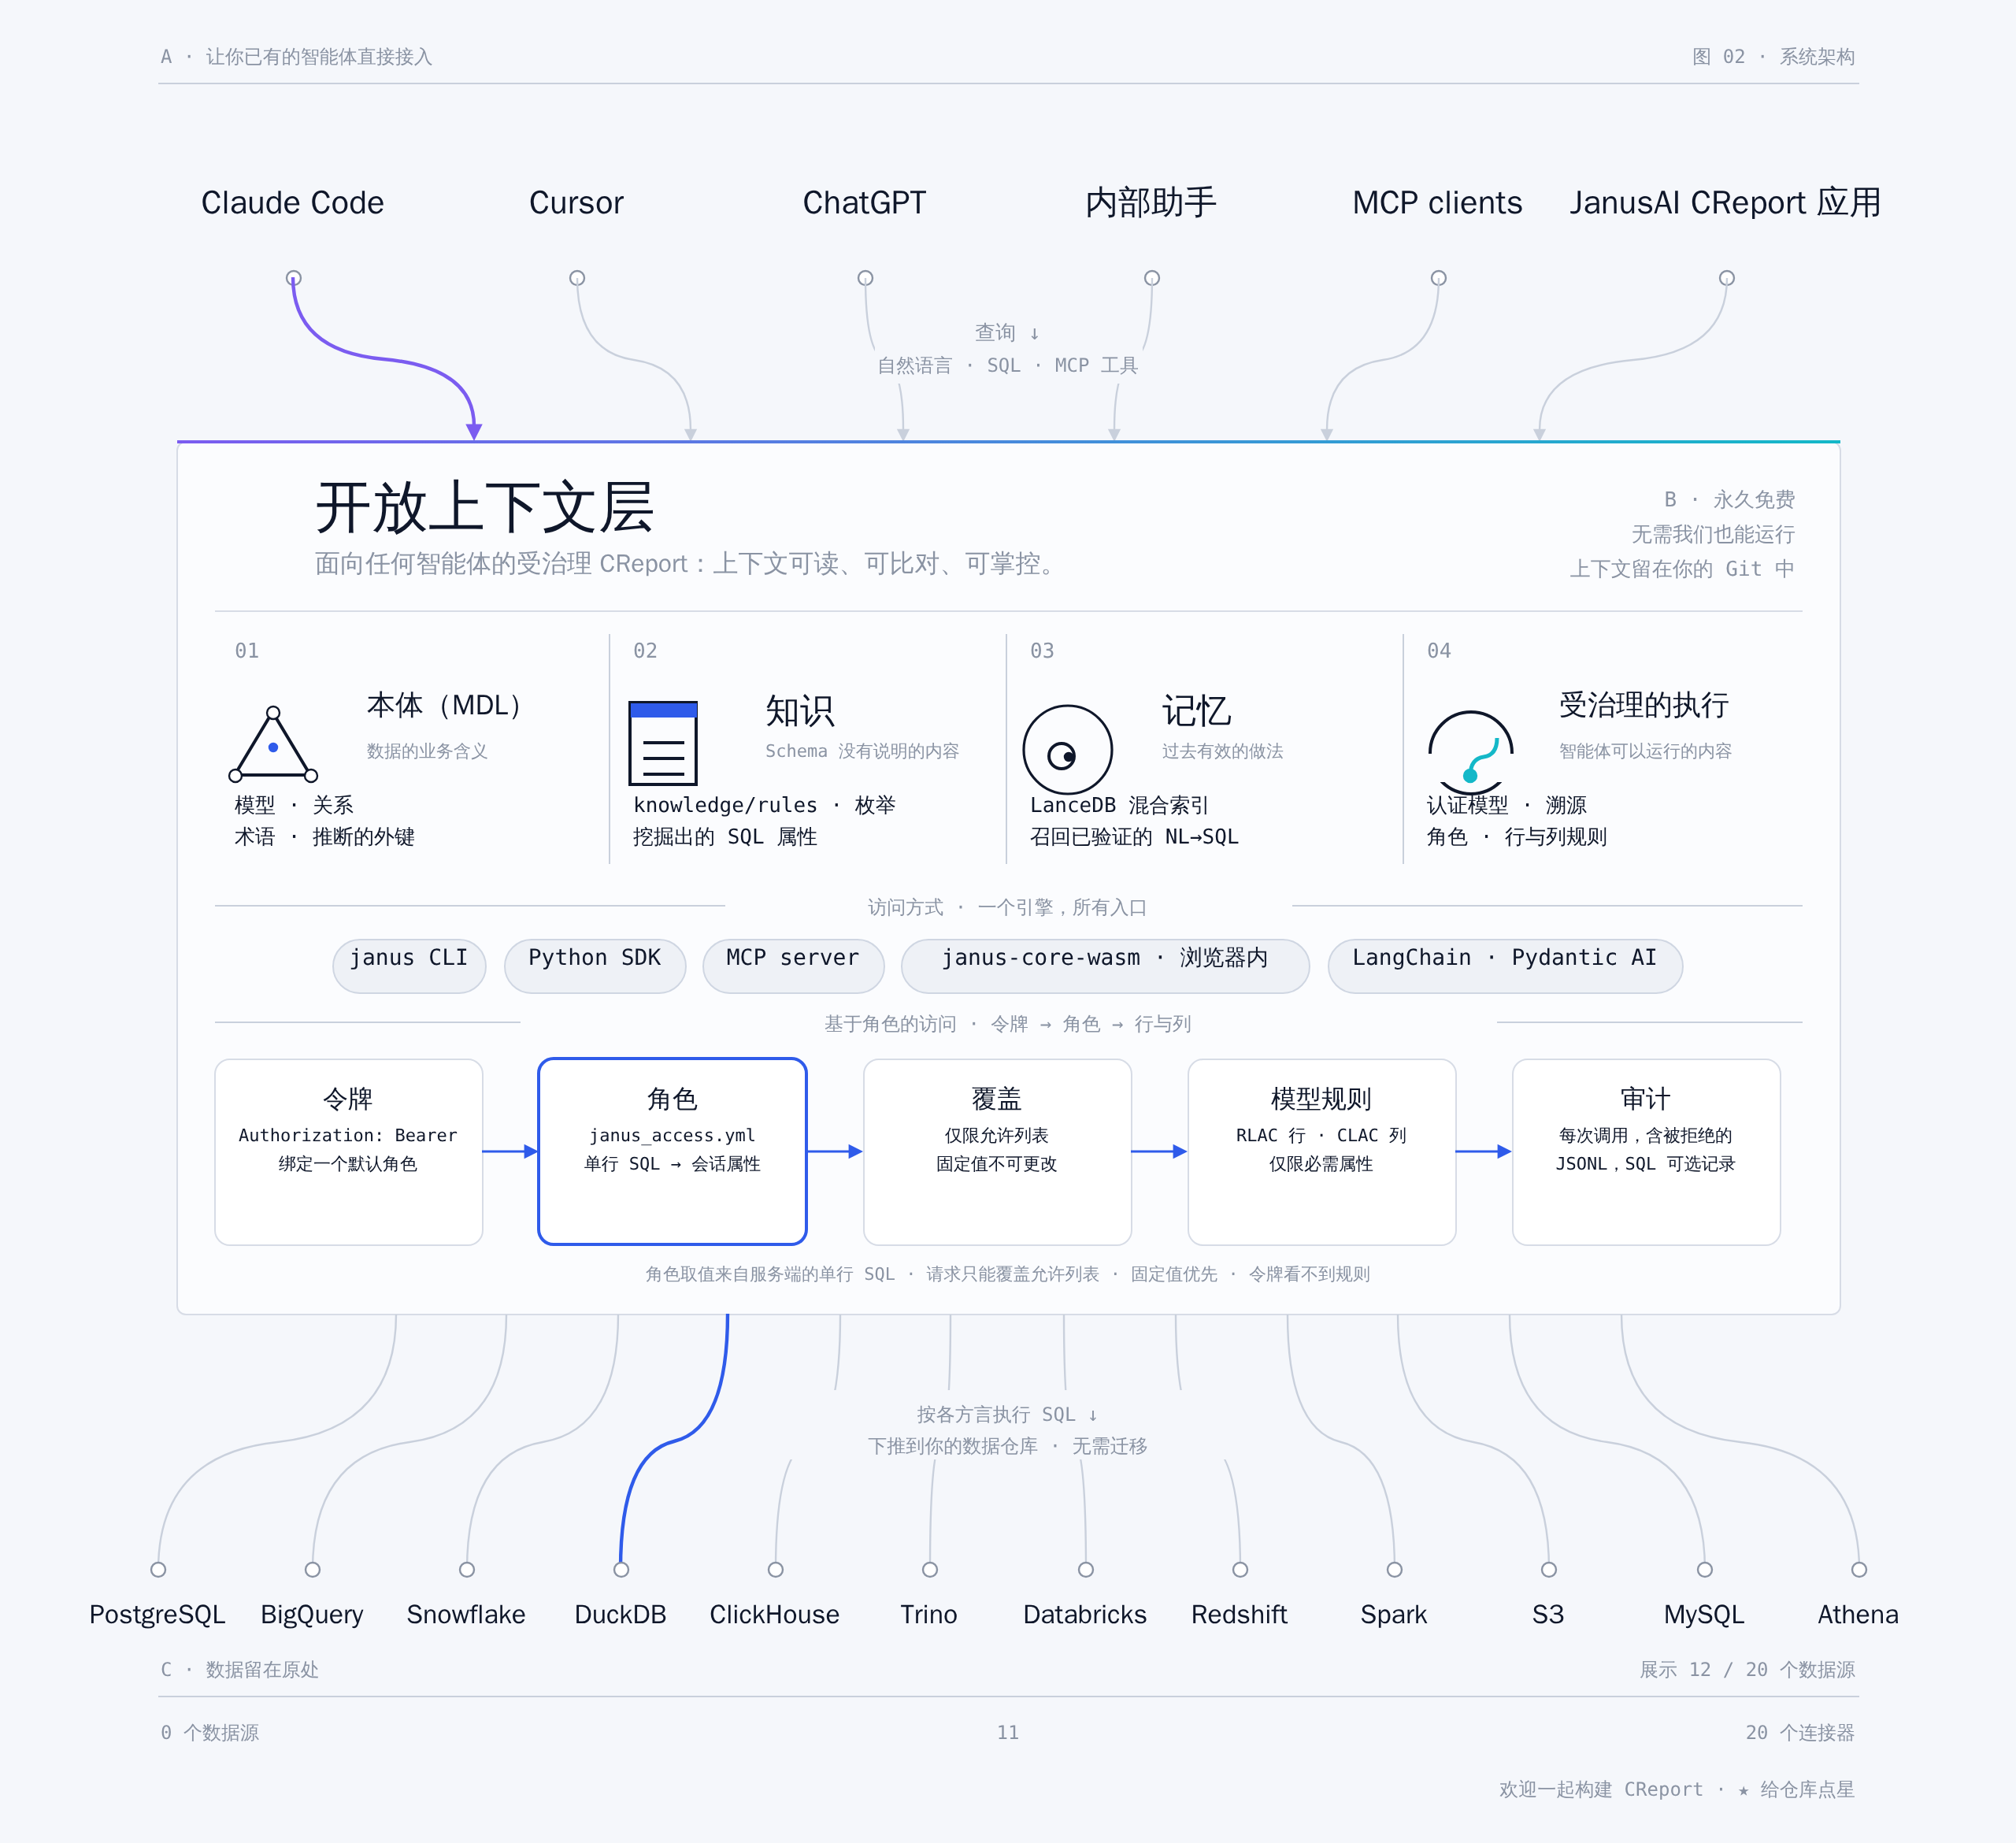 A · 让你已有的智能体直接接入
图 02 · 系统架构
Claude Code
Cursor
ChatGPT
内部助手
MCP clients
JanusAI CReport 应用
查询 ↓
自然语言 · SQL · MCP 工具
开放上下文层
面向任何智能体的受治理 CReport：上下文可读、可比对、可掌控。
B · 永久免费
无需我们也能运行
上下文留在你的 Git 中
01
本体（MDL）
数据的业务含义
模型 · 关系
术语 · 推断的外键
02
知识
Schema 没有说明的内容
knowledge/rules · 枚举
挖掘出的 SQL 属性
03
记忆
过去有效的做法
LanceDB 混合索引
召回已验证的 NL→SQL
04
受治理的执行
智能体可以运行的内容
认证模型 · 溯源
角色 · 行与列规则
访问方式 · 一个引擎，所有入口
janus CLI
Python SDK
MCP server
janus-core-wasm · 浏览器内
LangChain · Pydantic AI
基于角色的访问 · 令牌 → 角色 → 行与列
令牌
Authorization: Bearer
绑定一个默认角色
角色
janus_access.yml
单行 SQL → 会话属性
覆盖
仅限允许列表
固定值不可更改
模型规则
RLAC 行 · CLAC 列
仅限必需属性
审计
每次调用，含被拒绝的
JSONL，SQL 可选记录
角色取值来自服务端的单行 SQL · 请求只能覆盖允许列表 · 固定值优先 · 令牌看不到规则
按各方言执行 SQL ↓
下推到你的数据仓库 · 无需迁移
PostgreSQL
BigQuery
Snowflake
DuckDB
ClickHouse
Trino
Databricks
Redshift
Spark
S3
MySQL
Athena
C · 数据留在原处
展示 12 / 20 个数据源
0 个数据源
11
20 个连接器
欢迎一起构建 CReport · ★ 给仓库点星